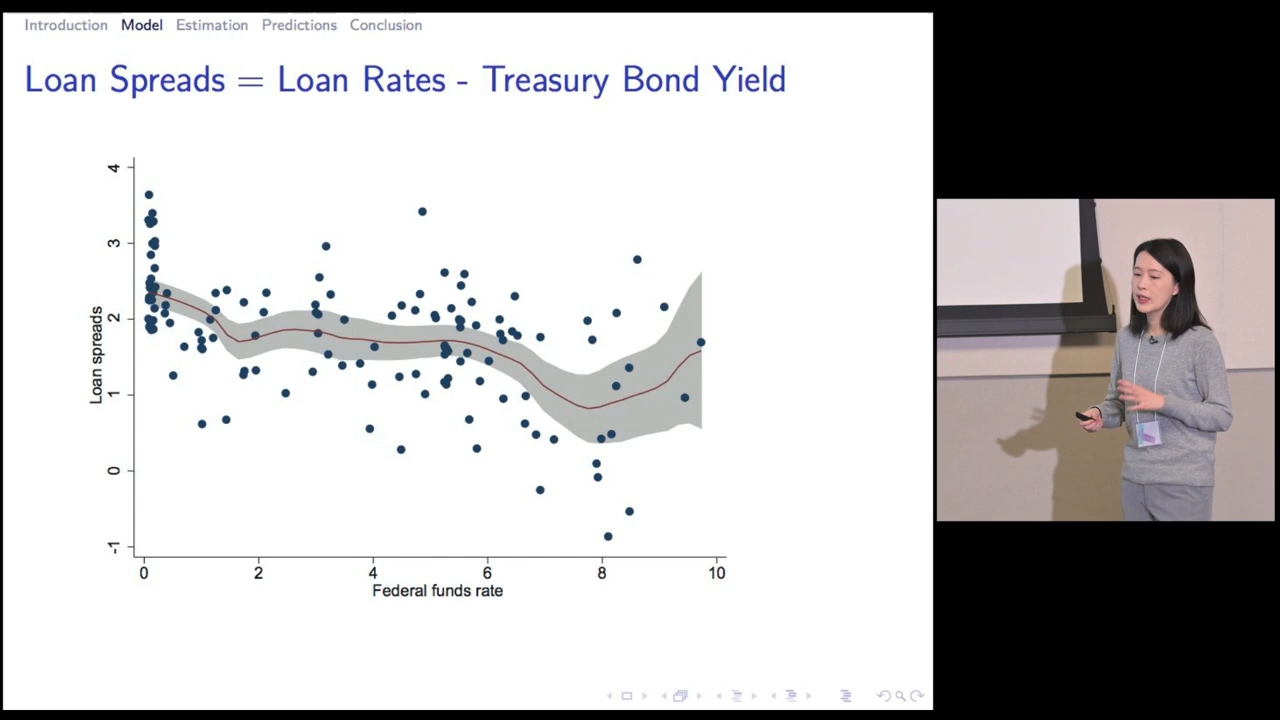 Introduction Model Estimation Predictions Conclusion
Loan Spreads = Loan Rates - Treasury Bond Yield
4
3
2
1
0
-1
Loan spreads
0 2 4 6 8 10
Federal funds rate